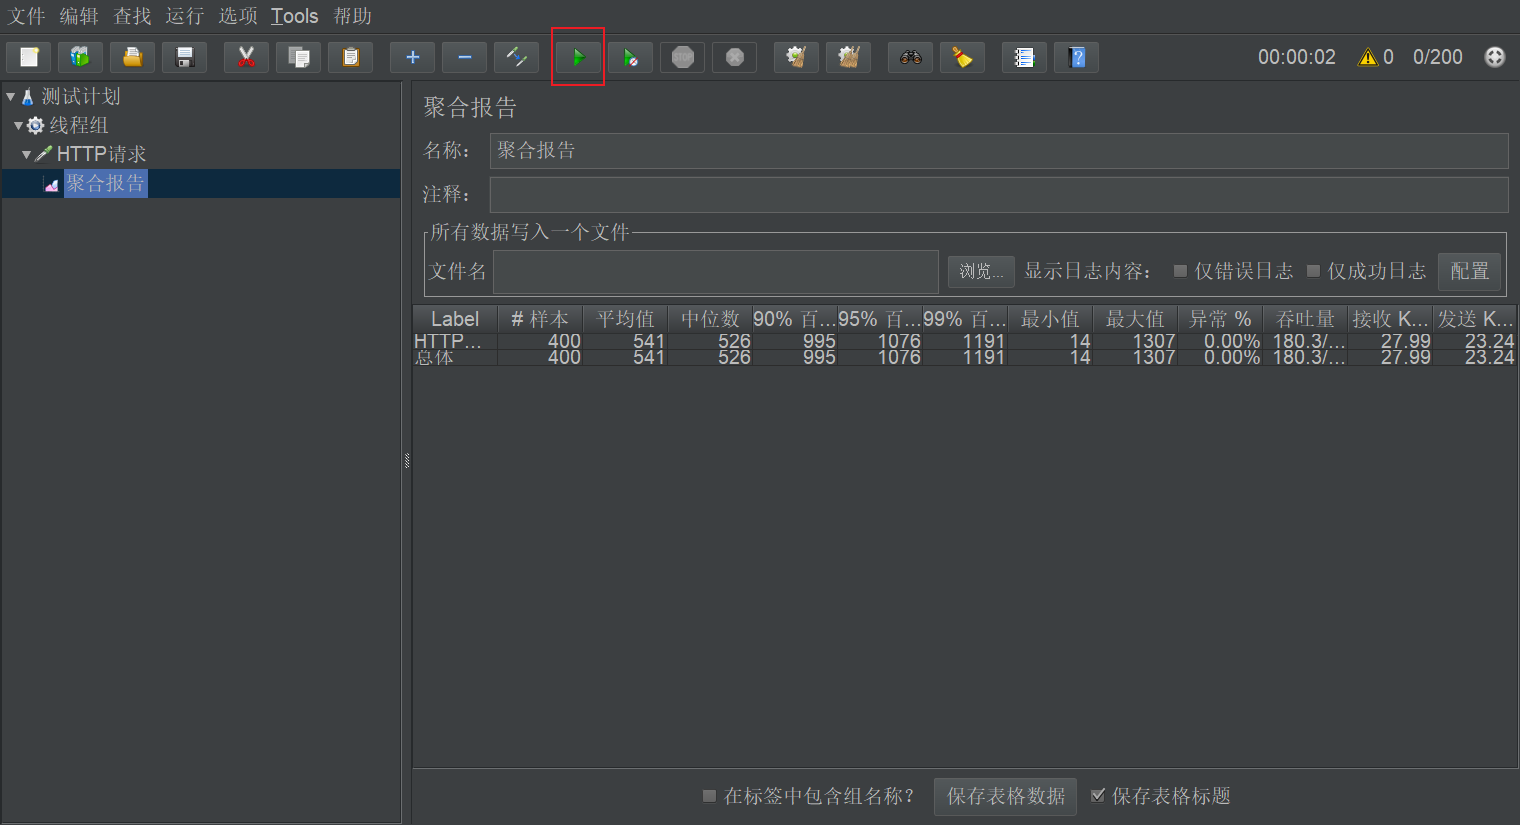 文件 编辑 查找 运行 选项 Tools 帮助
STOP
00:00:02 0 0/200
测试计划
线程组
HTTP请求
聚合报告
聚合报告
名称： 聚合报告
注释：
所有数据写入一个文件
文件名 浏览... 显示日志内容： 仅错误日志 仅成功日志 配置
Label # 样本 平均值 中位数 90% 百... 95% 百... 99% 百... 最小值 最大值 异常 % 吞吐量 接收 K... 发送 K...
HTTP... 400 541 526 995 1076 1191 14 1307 0.00% 180.3/... 27.99 23.24
总体 400 541 526 995 1076 1191 14 1307 0.00% 180.3/... 27.99 23.24
在标签中包含组名称？ 保存表格数据 保存表格标题